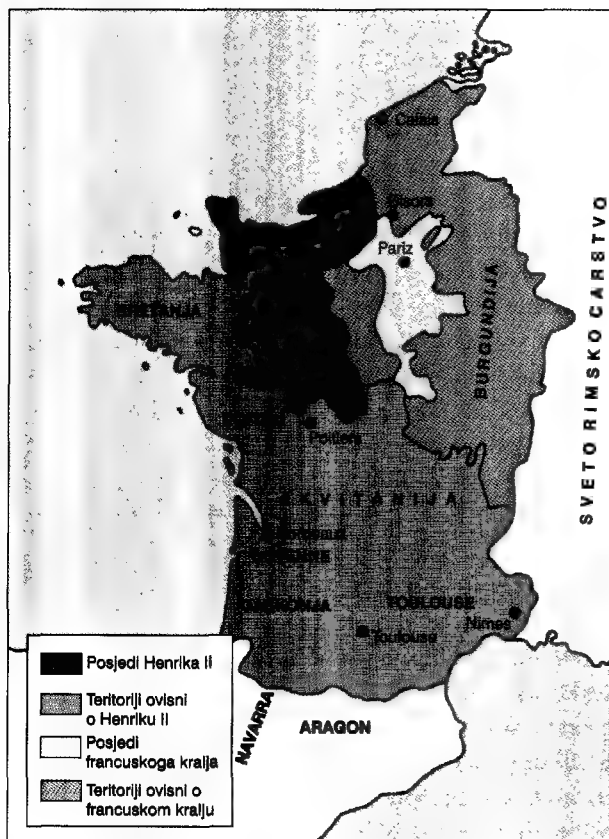 Calais
Gisors
Pariz
BRETANJA
BURGUNDIJA
SVETO RIMSKO CARSTVO
Poitiers
AKVITANIJA
Bordeaux
GASKONJA
TOULOUSE
Nimes
Toulouse
NAVARRA
ARAGON
Posjedi Henrika II
Teritoriji ovisni
o Henriku II
Posjedi
francuskoga kralja
Teritoriji ovisni o
francuskom kralju